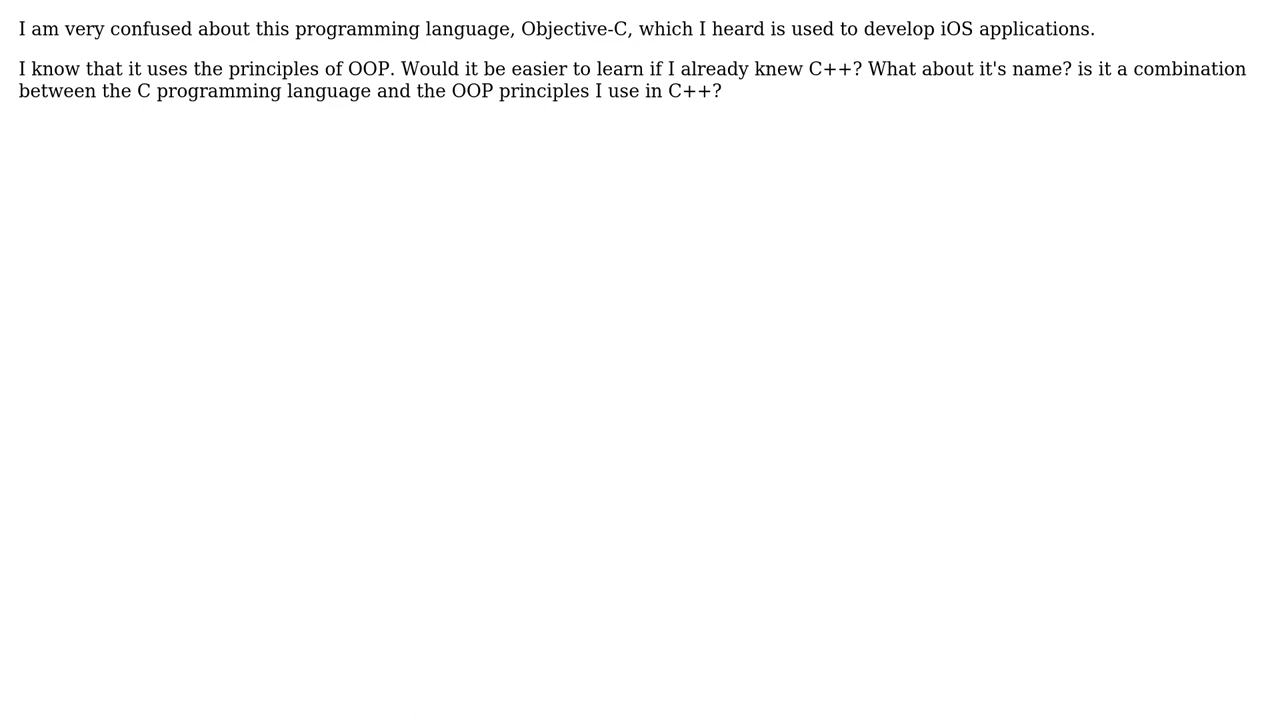 I am very confused about this programming language, Objective-C, which I heard is used to develop iOS applications.
I know that it uses the principles of OOP. Would it be easier to learn if I already knew C++? What about it's name? is it a combination
between the C programming language and the OOP principles I use in C++?